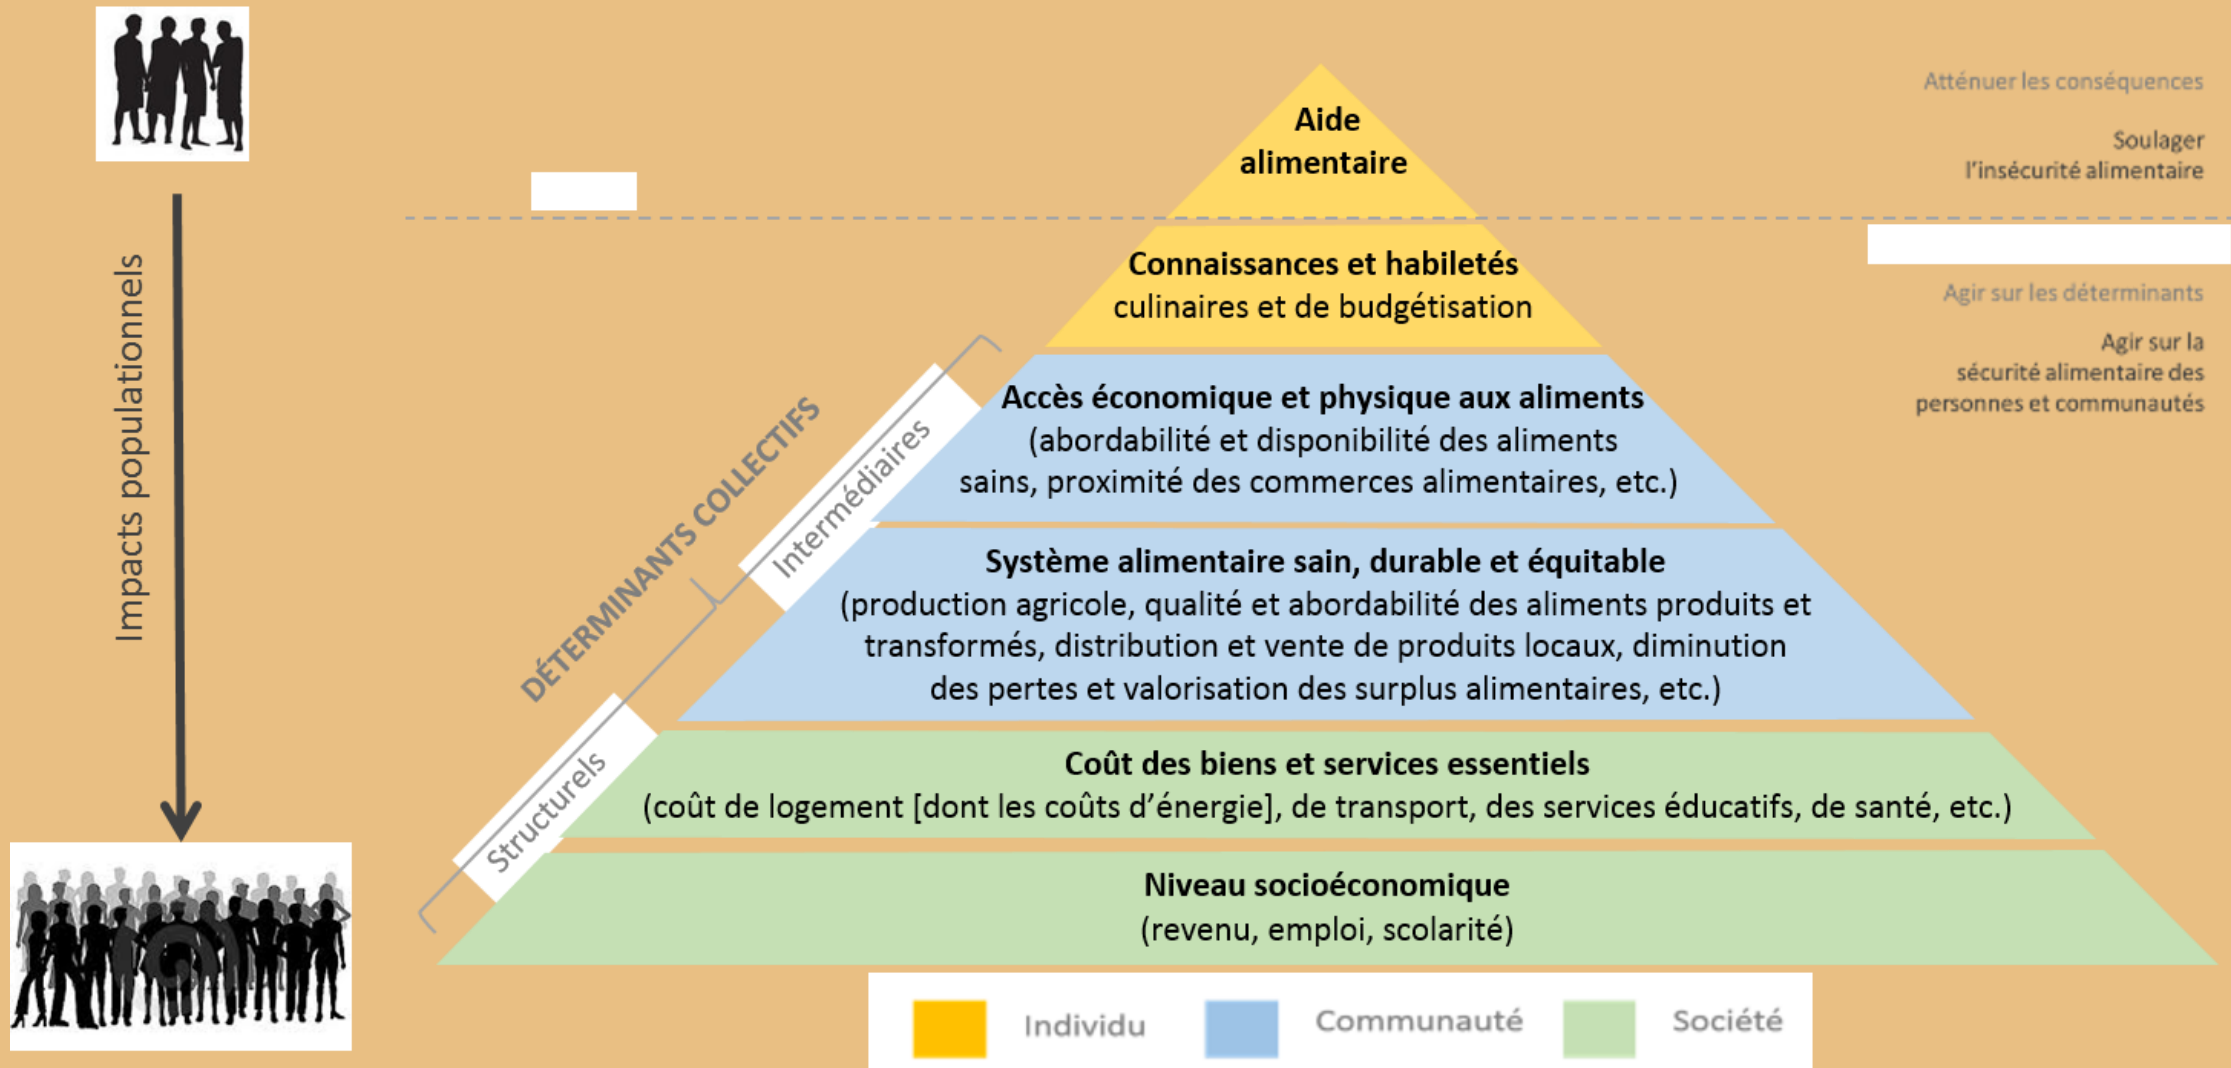 Aide
alimentaire
Connaissances et habiletés
culinaires et de budgétisation
Accès économique et physique aux aliments
(abordabilité et disponibilité des aliments
sains, proximité des commerces alimentaires, etc.)
Système alimentaire sain, durable et équitable
(production agricole, qualité et abordabilité des aliments produits et
transformés, distribution et vente de produits locaux, diminution
des pertes et valorisation des surplus alimentaires, etc.)
Coût des biens et services essentiels
(coût de logement [dont les coûts d'énergie], de transport, des services éducatifs, de santé, etc.)
Niveau socioéconomique
(revenu, emploi, scolarité)
Impacts populationnels
DÉTERMINANTS COLLECTIFS
Intermédiaires
Structurels
Atténuer les conséquences
Soulager
l'insécurité alimentaire
Agir sur les déterminants
Agir sur la
sécurité alimentaire des
personnes et communautés
Individu
Communauté
Société